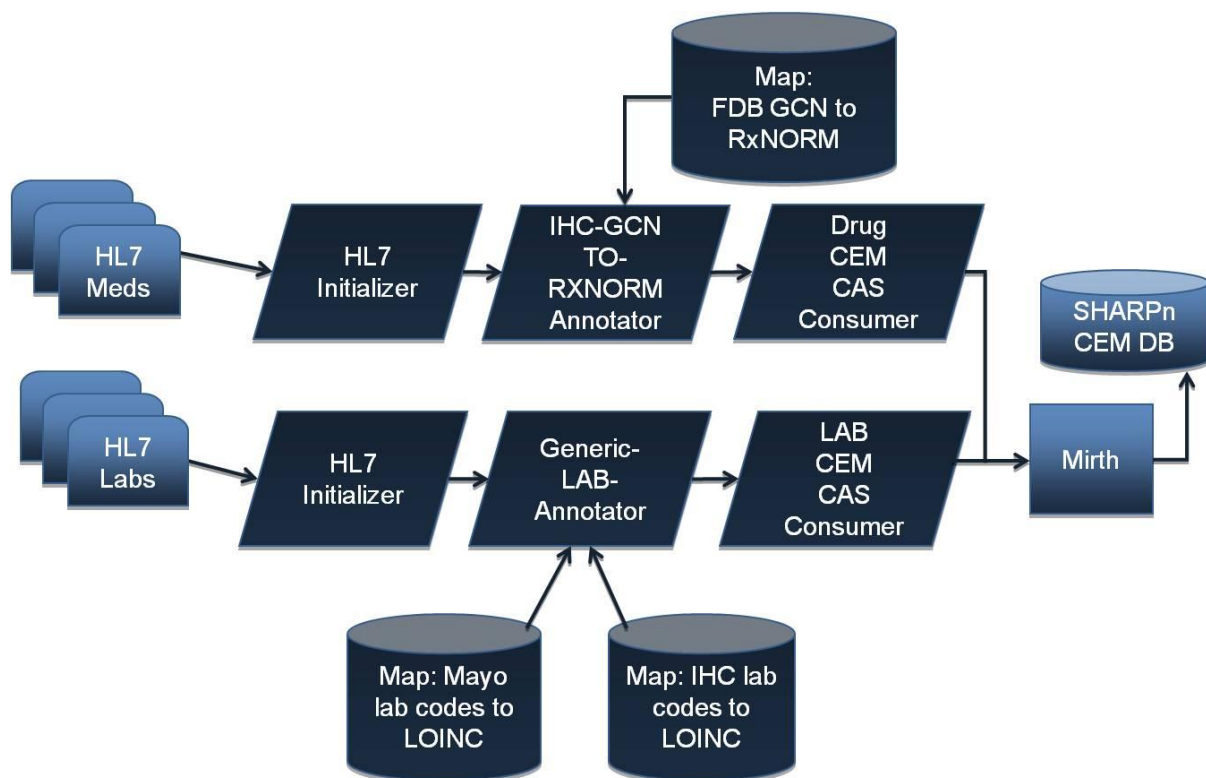 Map:
FDB GCN to
RxNORM
HL7
Meds
HL7
Initializer
IHC-GCN
TO-
RXNORM
Annotator
Drug
CEM
CAS
Consumer
SHARPn
CEM DB
HL7
Labs
HL7
Initializer
Generic-
LAB-
Annotator
LAB
CEM
CAS
Consumer
Mirth
Map: Mayo
lab codes to
LOINC
Map: IHC lab
codes to
LOINC